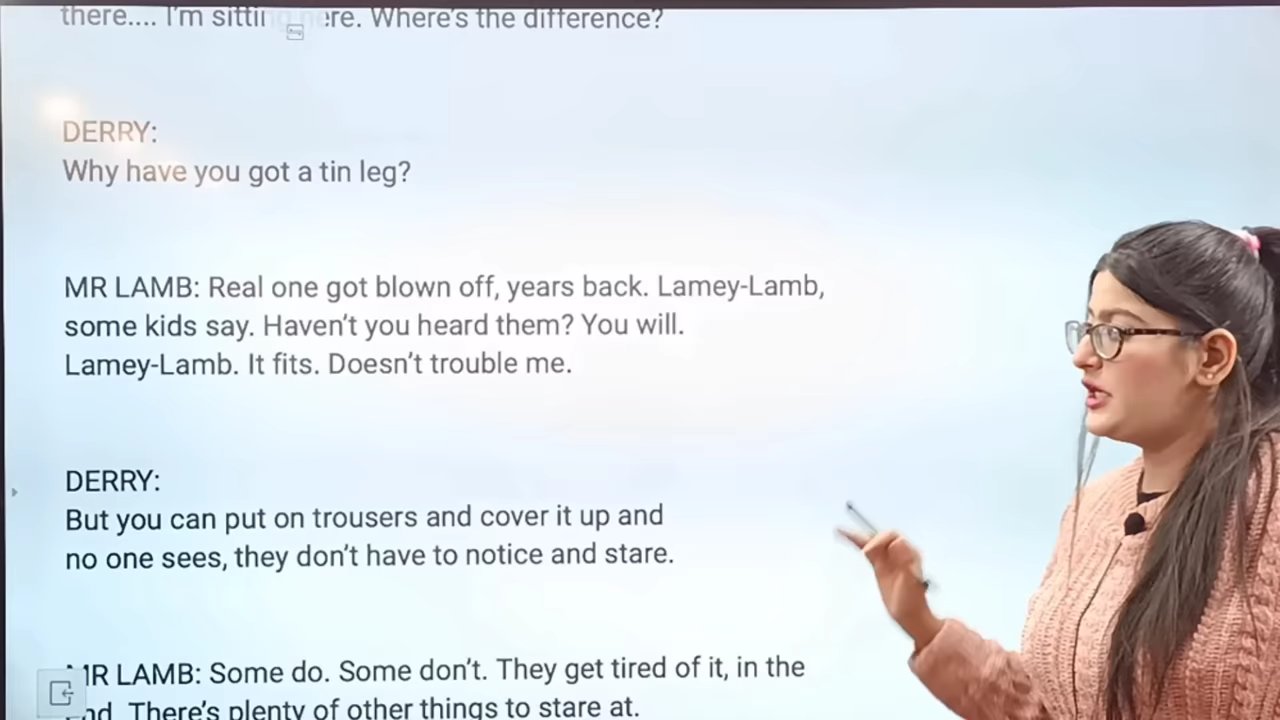 there.... I'm sitting here. Where's the difference?
DERRY:
Why have you got a tin leg?
MR LAMB: Real one got blown off, years back. Lamey-Lamb,
some kids say. Haven't you heard them? You will.
Lamey-Lamb. It fits. Doesn't trouble me.
DERRY:
But you can put on trousers and cover it up and
no one sees, they don't have to notice and stare.
MR LAMB: Some do. Some don't. They get tired of it, in the
end. There's plenty of other things to stare at.